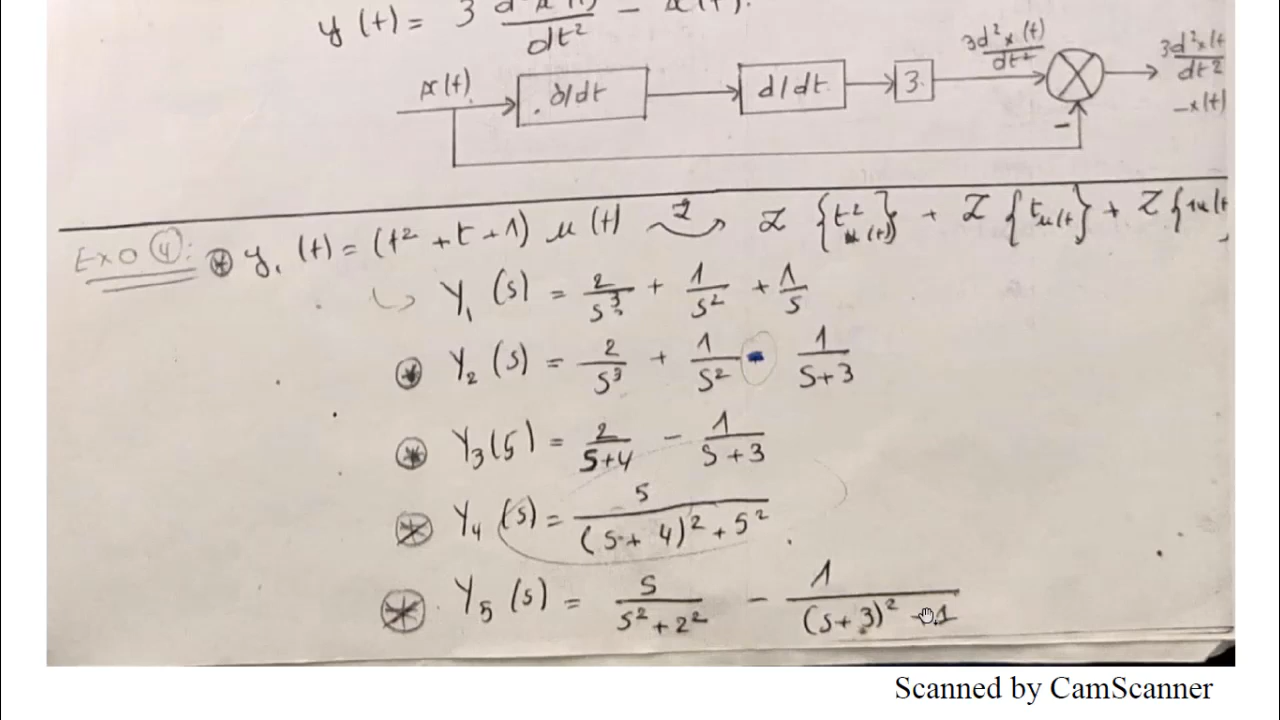 y(t) = 3 d²x(t)/dt² - x(t).
x(t) d/dt d/dt 3 3d²x(t)/dt² 3d²x(t/dt²
- -x(t)
Exo 4: y₁(t) = (t² + t + 1) u(t) ℒ ℒ {t² u(t)} + ℒ {t u(t)} + ℒ {1u(t
Y₁(s) = 2/s³ + 1/s² + 1/s
Y₂(s) = 2/s³ + 1/s² - 1/s+3
Y₃(s) = 2/s+4 - 1/s+3
Y₄(s) = 5/(s+4)² + 5²
Y₅(s) = s/s²+2² - 1/(s+3)² 1
Scanned by CamScanner